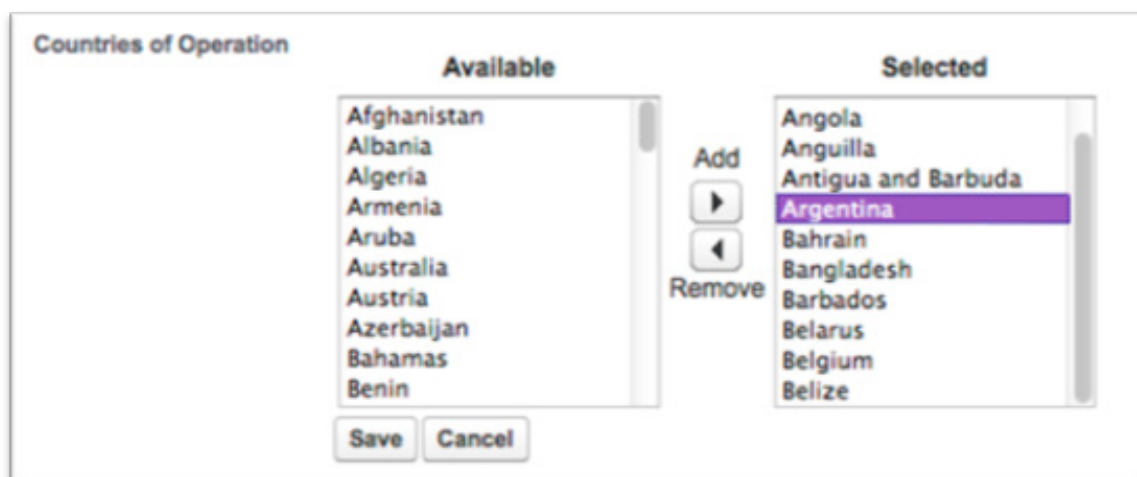 Countries of Operation
Available
Afghanistan
Albania
Algeria
Armenia
Aruba
Australia
Austria
Azerbaijan
Bahamas
Benin
Add
Remove
Selected
Angola
Anguilla
Antigua and Barbuda
Argentina
Bahrain
Bangladesh
Barbados
Belarus
Belgium
Belize
Save Cancel